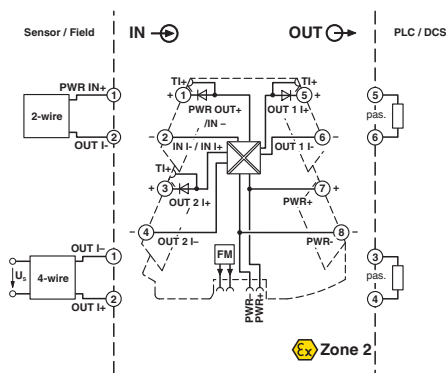 Sensor / Field
IN
OUT
PLC / DCS
TI+
TI+
PWR IN+
1
+
1
5
+
5
2-wire
PWR OUT+
/IN –
OUT 1 I+
pas.
2
OUT I-
–
2
IN I- / IN I+
OUT 1 I-
6
–
6
TI+
+
3
OUT 2 I+
PWR+
7
+
–
4
OUT 2 I–
PWR-
8
–
OUT I–
1
FM
3
Us
4-wire
pas.
2
OUT I+
4
PWR-
PWR+
Ex Zone 2